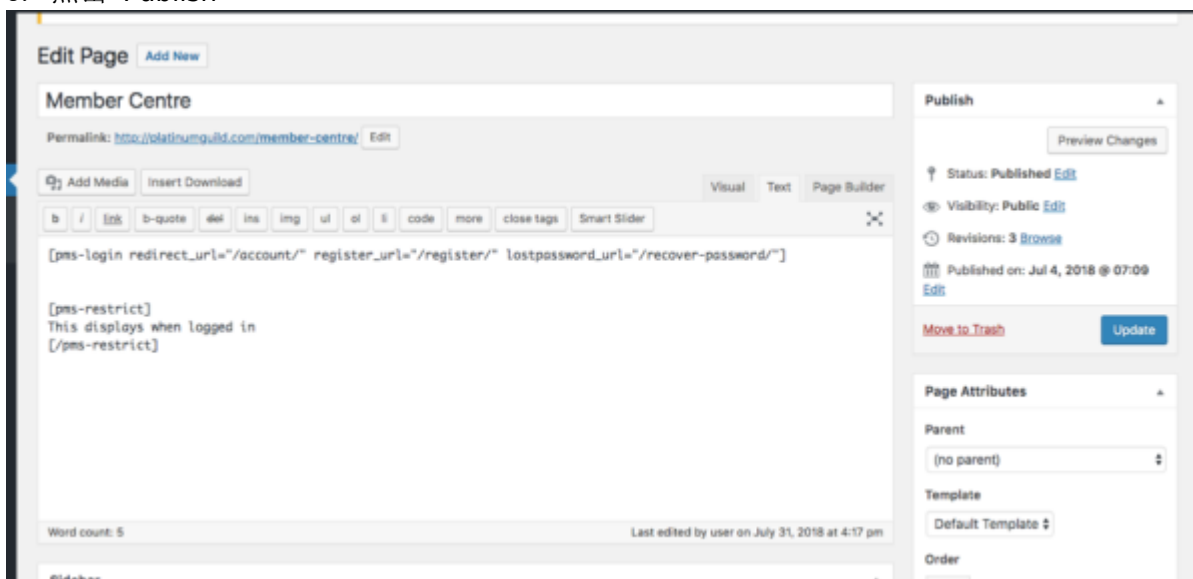 点击 Publish
Edit Page Add New
Member Centre
Permalink: http://platinumguild.com/member-centre/ Edit
Add Media Insert Download
Visual Text Page Builder
b i link b-quote del ins img ul ol li code more close tags Smart Slider
[pms-login redirect_url="/account/" register_url="/register/" lostpassword_url="/recover-password/"]
[pms-restrict]
This displays when logged in
[/pms-restrict]
Word count: 5
Last edited by user on July 31, 2018 at 4:17 pm
Publish
Preview Changes
Status: Published Edit
Visibility: Public Edit
Revisions: 3 Browse
Published on: Jul 4, 2018 @ 07:09
Edit
Move to Trash Update
Page Attributes
Parent
(no parent)
Template
Default Template
Order